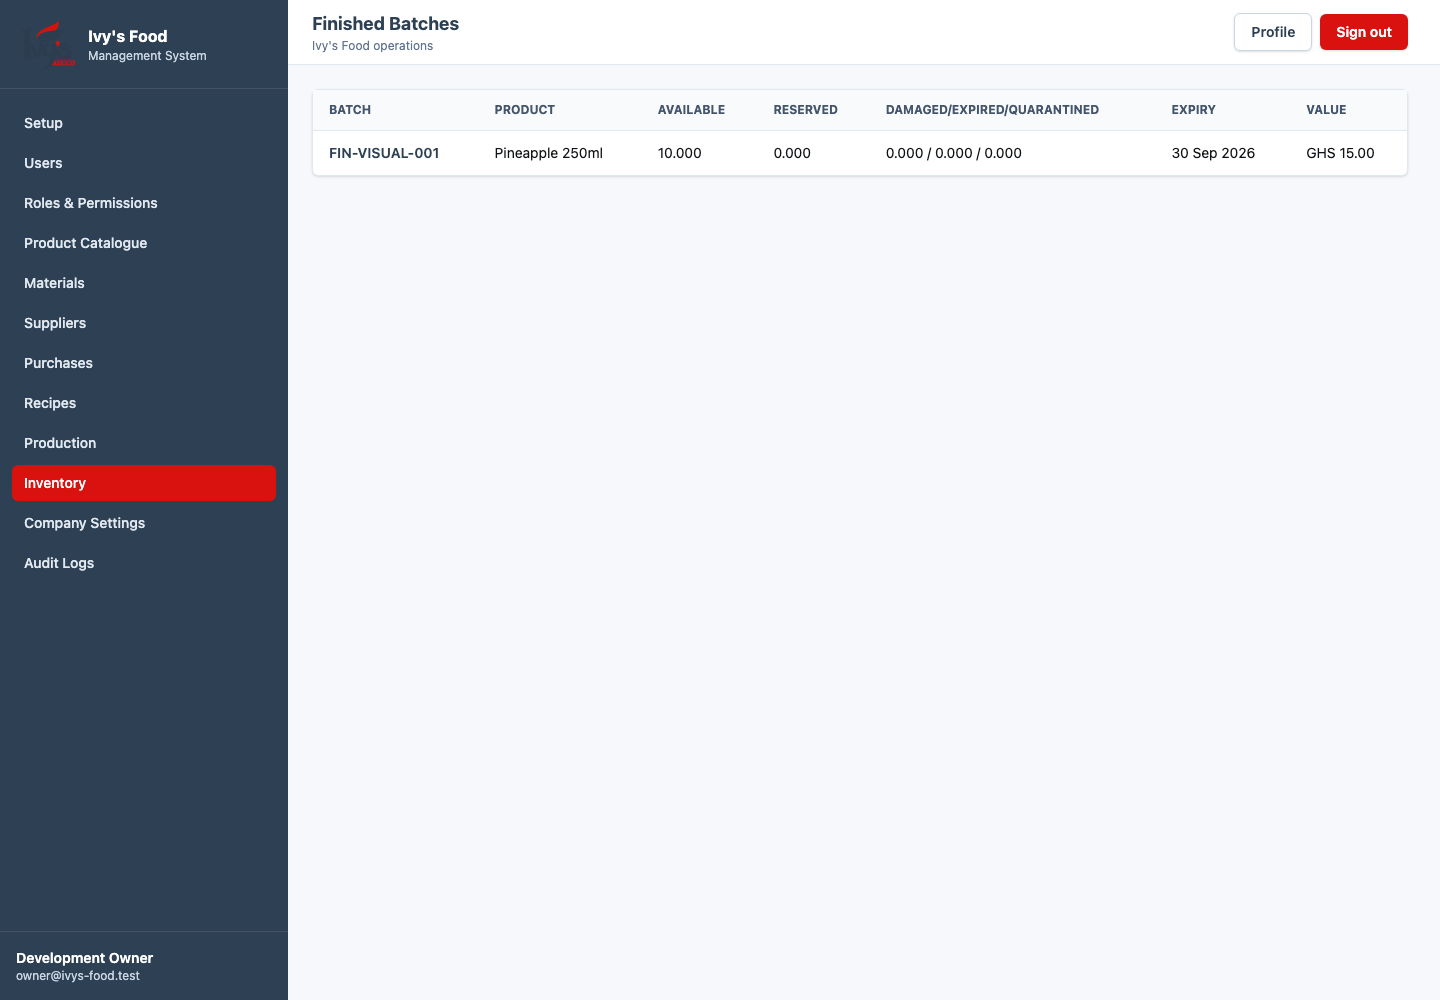 Ivy's Food
Management System
Setup
Users
Roles & Permissions
Product Catalogue
Materials
Suppliers
Purchases
Recipes
Production
Inventory
Company Settings
Audit Logs
Development Owner
owner@ivys-food.test
Finished Batches
Ivy's Food operations
Profile
Sign out
BATCH PRODUCT AVAILABLE RESERVED DAMAGED/EXPIRED/QUARANTINED EXPIRY VALUE
FIN-VISUAL-001 Pineapple 250ml 10.000 0.000 0.000 / 0.000 / 0.000 30 Sep 2026 GHS 15.00